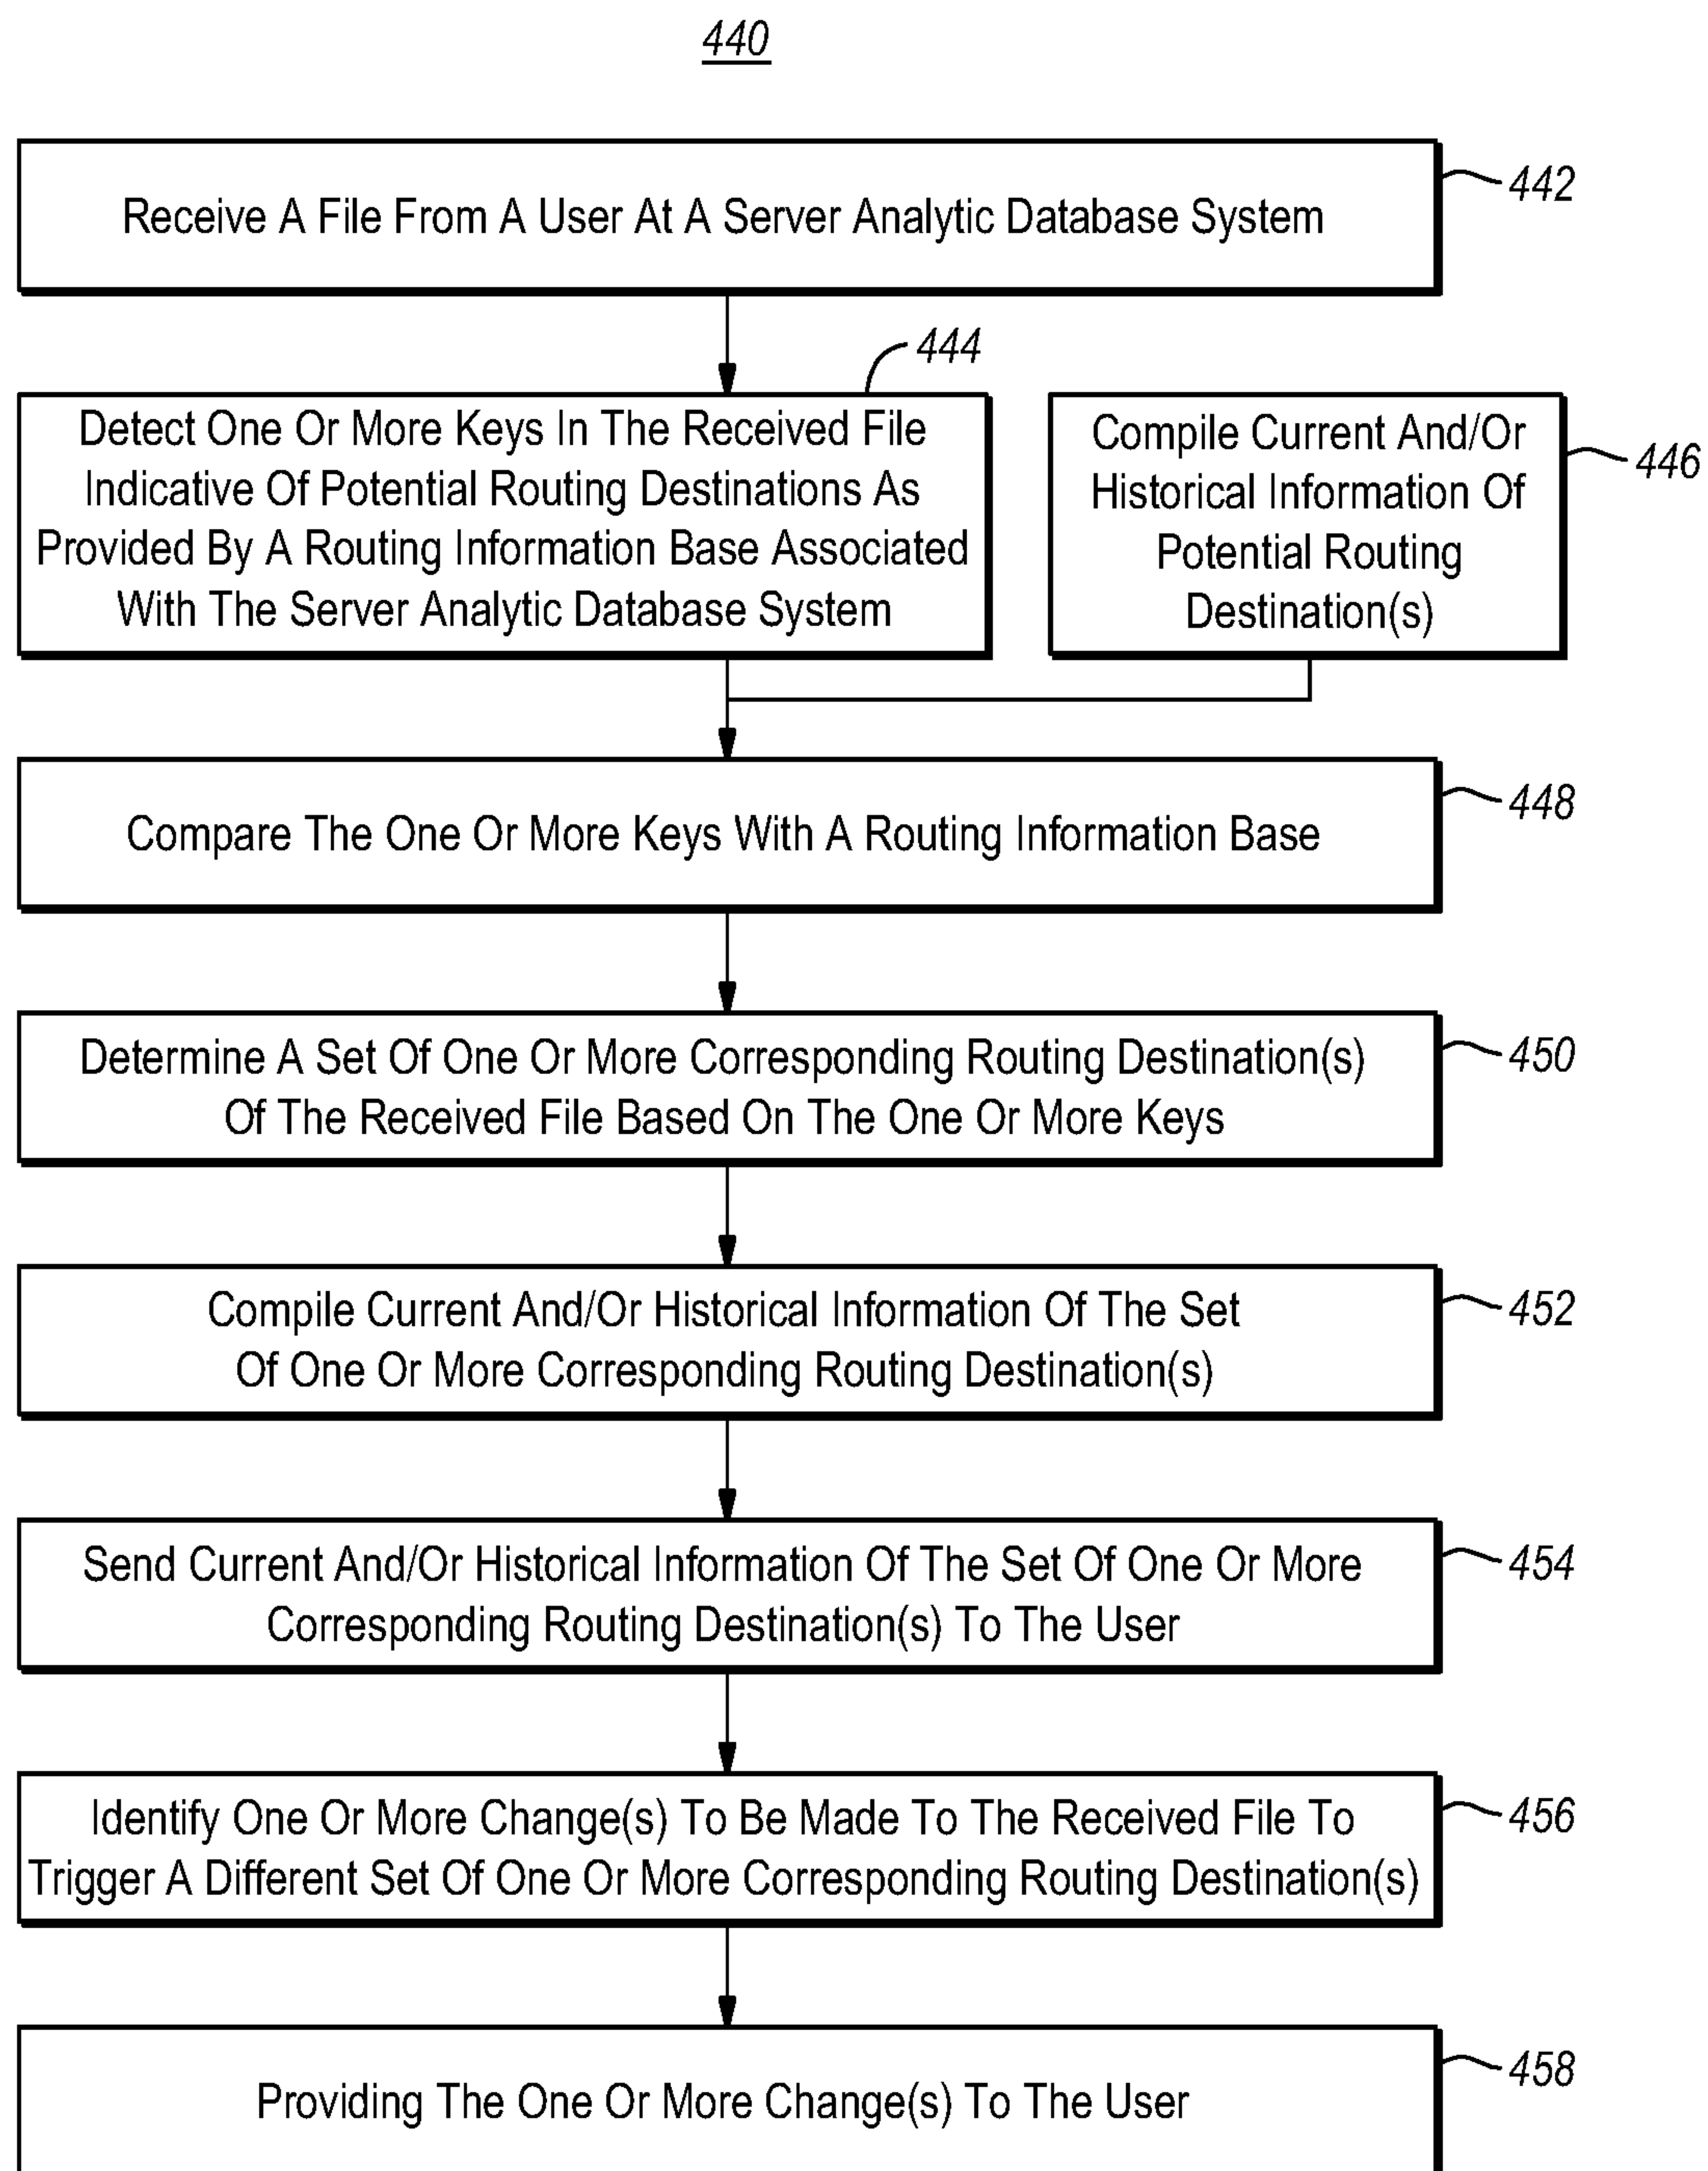 440
Receive A File From A User At A Server Analytic Database System
442
444
Detect One Or More Keys In The Received File
Indicative Of Potential Routing Destinations As
Provided By A Routing Information Base Associated
With The Server Analytic Database System
Compile Current And/Or
Historical Information Of
Potential Routing
Destination(s)
446
Compare The One Or More Keys With A Routing Information Base
448
Determine A Set Of One Or More Corresponding Routing Destination(s)
Of The Received File Based On The One Or More Keys
450
Compile Current And/Or Historical Information Of The Set
Of One Or More Corresponding Routing Destination(s)
452
Send Current And/Or Historical Information Of The Set Of One Or More
Corresponding Routing Destination(s) To The User
454
Identify One Or More Change(s) To Be Made To The Received File To
Trigger A Different Set Of One Or More Corresponding Routing Destination(s)
456
Providing The One Or More Change(s) To The User
458